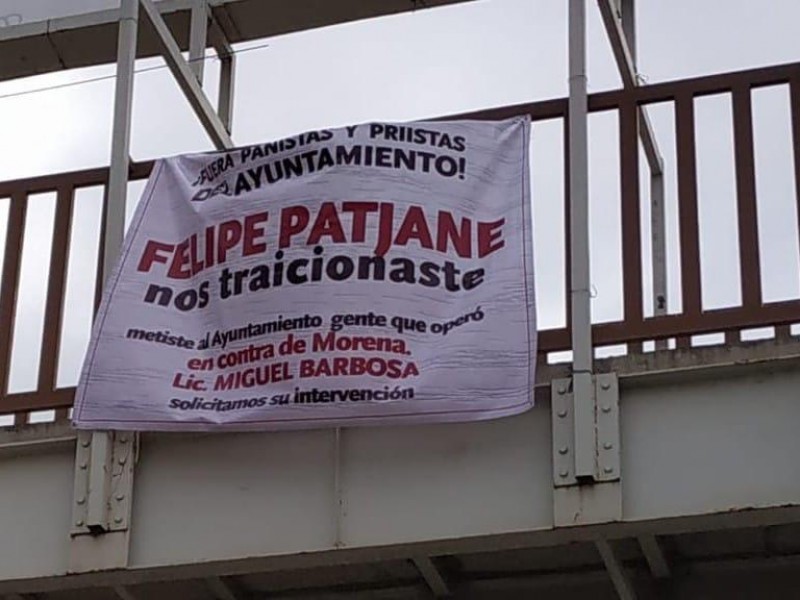 ¡FUERA PANISTAS Y PRIISTAS
DEL AYUNTAMIENTO!
FELIPE PATJANE
nos traicionaste
metiste al Ayuntamiento gente que operó
en contra de Morena.
Lic. MIGUEL BARBOSA
solicitamos su intervención